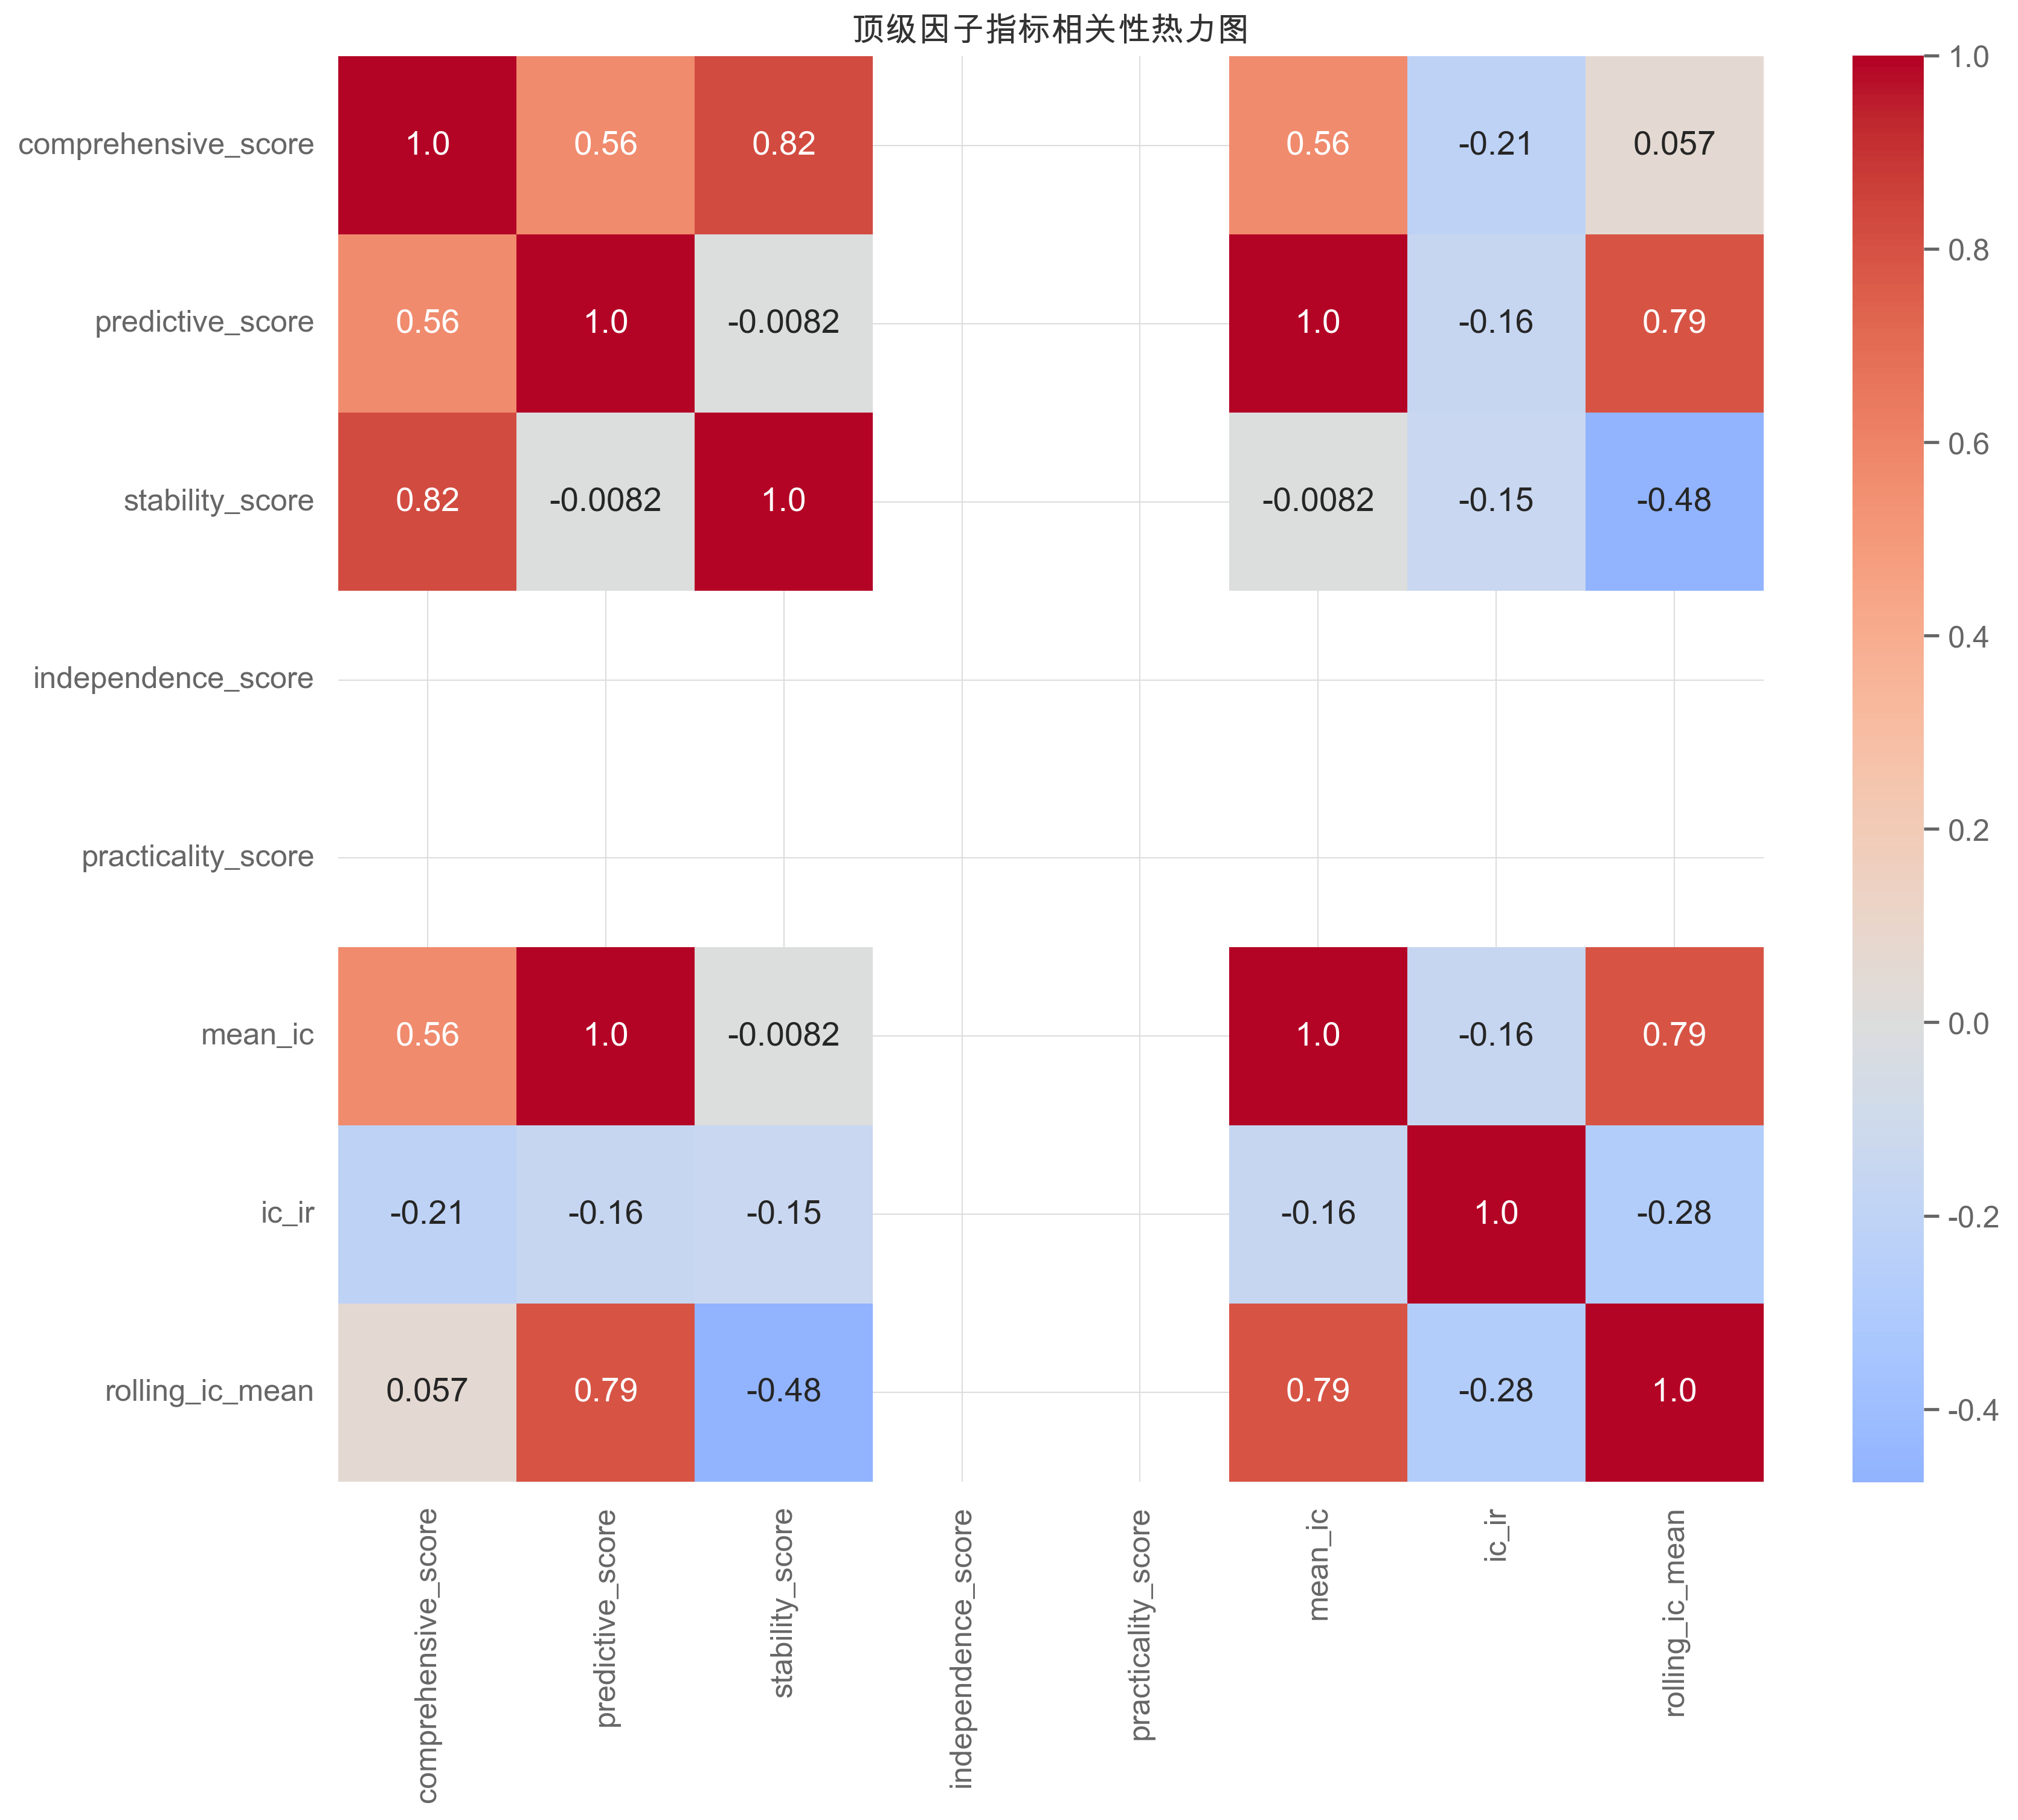 顶级因子指标相关性热力图
comprehensive_score 1.0 0.56 0.82 0.56 -0.21 0.057
predictive_score 0.56 1.0 -0.0082 1.0 -0.16 0.79
stability_score 0.82 -0.0082 1.0 -0.0082 -0.15 -0.48
independence_score
practicality_score
mean_ic 0.56 1.0 -0.0082 1.0 -0.16 0.79
ic_ir -0.21 -0.16 -0.15 -0.16 1.0 -0.28
rolling_ic_mean 0.057 0.79 -0.48 0.79 -0.28 1.0
comprehensive_score
predictive_score
stability_score
independence_score
practicality_score
mean_ic
ic_ir
rolling_ic_mean
1.0
0.8
0.6
0.4
0.2
0.0
-0.2
-0.4